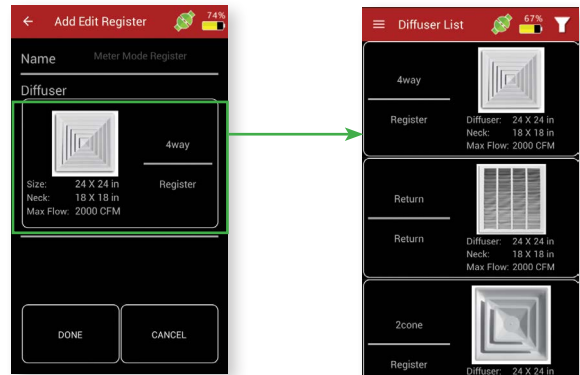 Add Edit Register
74%
Name
Meter Mode Register
Diffuser
4way
Register
Size: 24 X 24 in
Neck: 18 X 18 in
Max Flow: 2000 CFM
DONE
CANCEL
Diffuser List
67%
4way
Register
Diffuser: 24 X 24 in
Neck: 18 X 18 in
Max Flow: 2000 CFM
Return
Return
Diffuser: 24 X 24 in
Neck: 18 X 18 in
Max Flow: 2000 CFM
2cone
Register
Diffuser: 24 X 24 in